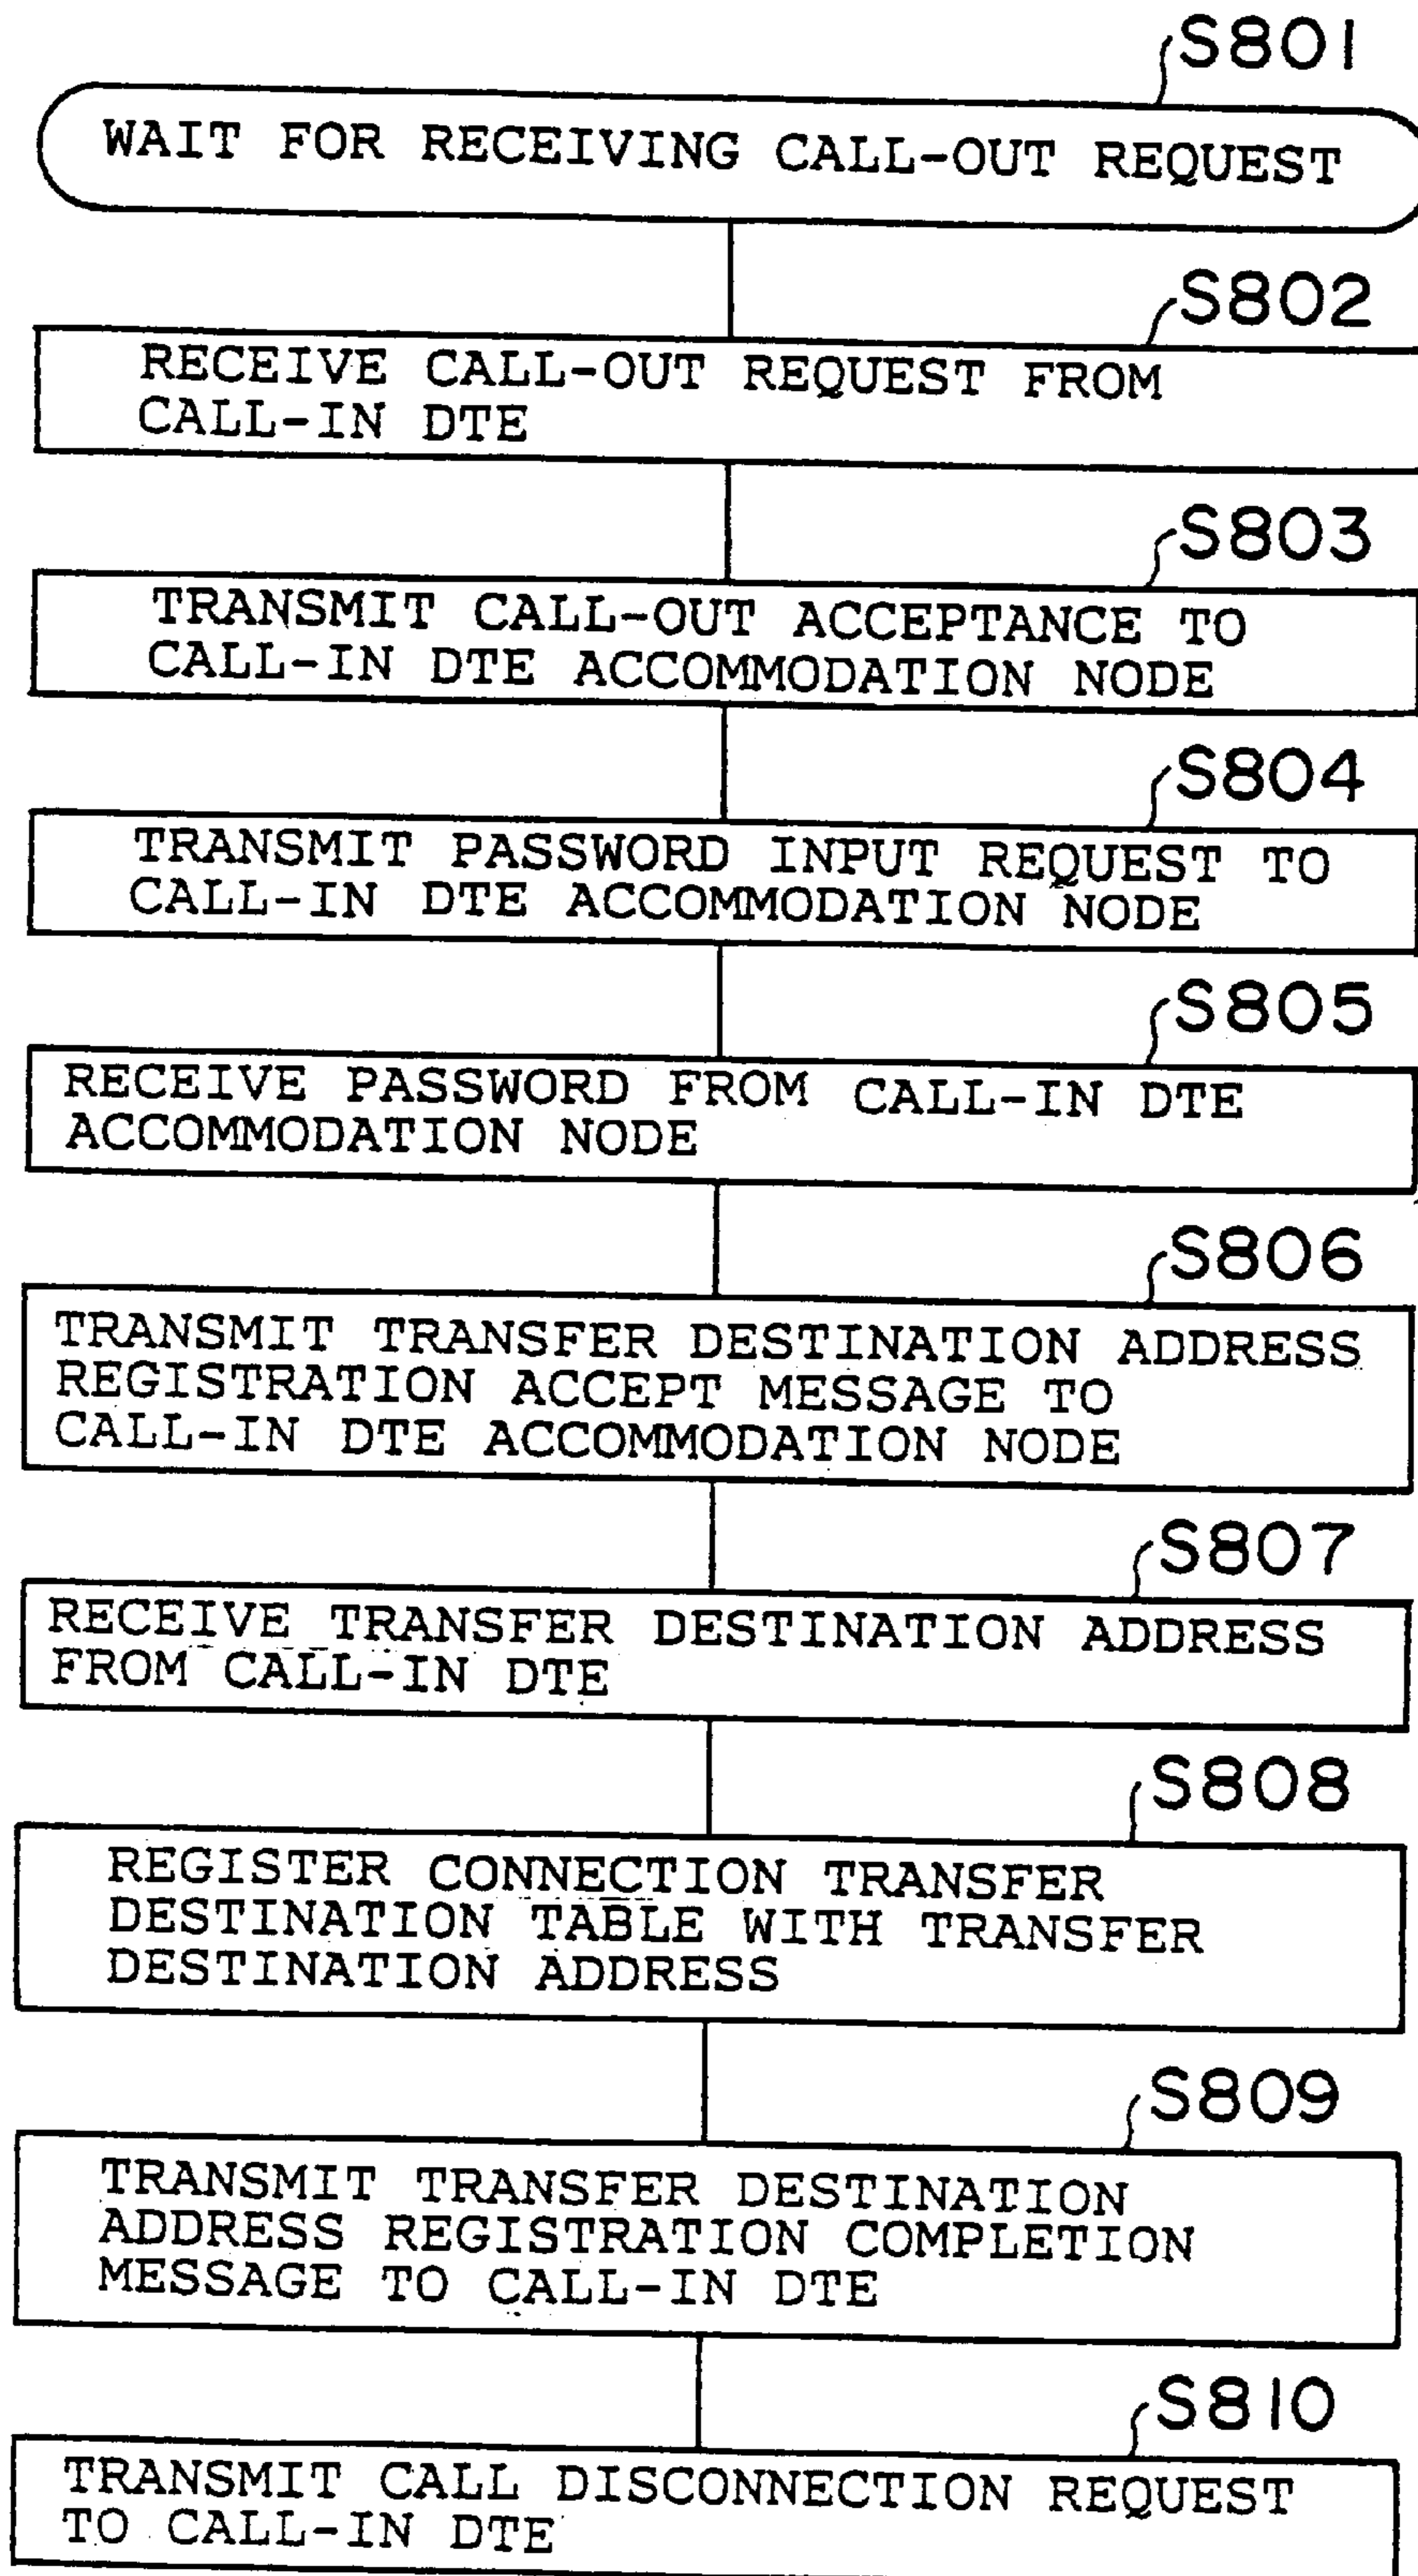 S801
WAIT FOR RECEIVING CALL-OUT REQUEST
S802
RECEIVE CALL-OUT REQUEST FROM
CALL-IN DTE
S803
TRANSMIT CALL-OUT ACCEPTANCE TO
CALL-IN DTE ACCOMMODATION NODE
S804
TRANSMIT PASSWORD INPUT REQUEST TO
CALL-IN DTE ACCOMMODATION NODE
S805
RECEIVE PASSWORD FROM CALL-IN DTE
ACCOMMODATION NODE
S806
TRANSMIT TRANSFER DESTINATION ADDRESS
REGISTRATION ACCEPT MESSAGE TO
CALL-IN DTE ACCOMMODATION NODE
S807
RECEIVE TRANSFER DESTINATION ADDRESS
FROM CALL-IN DTE
S808
REGISTER CONNECTION TRANSFER
DESTINATION TABLE WITH TRANSFER
DESTINATION ADDRESS
S809
TRANSMIT TRANSFER DESTINATION
ADDRESS REGISTRATION COMPLETION
MESSAGE TO CALL-IN DTE
S810
TRANSMIT CALL DISCONNECTION REQUEST
TO CALL-IN DTE